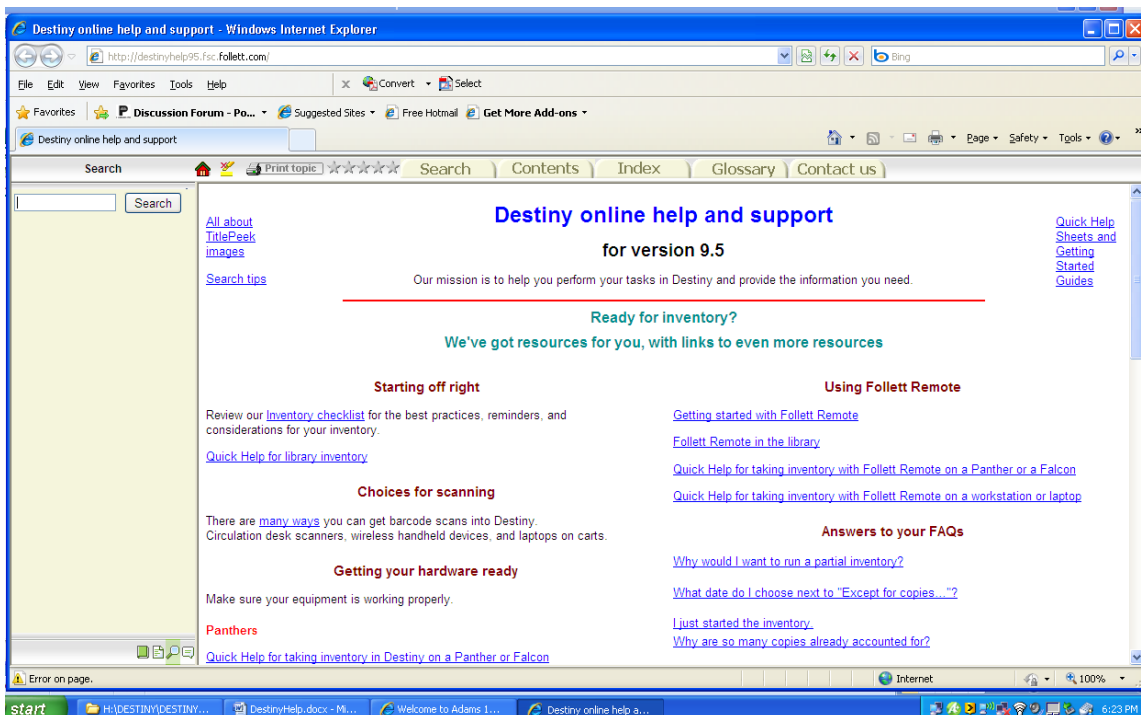 Destiny online help and support - Windows Internet Explorer
http://destinyhelp95.fsc.follett.com/
Bing
File Edit View Favorites Tools Help
x Convert Select
Favorites
Discussion Forum - Po...
Suggested Sites
Free Hotmail
Get More Add-ons
Destiny online help and support
Page Safety Tools
»
Search
Print topic
Search
Contents
Index
Glossary
Contact us
Search
All about
TitlePeek
images
Search tips
Destiny online help and support
for version 9.5
Our mission is to help you perform your tasks in Destiny and provide the information you need.
Quick Help
Sheets and
Getting
Started
Guides
Ready for inventory?
We've got resources for you, with links to even more resources
Starting off right
Review our Inventory checklist for the best practices, reminders, and
considerations for your inventory.
Quick Help for library inventory
Choices for scanning
There are many ways you can get barcode scans into Destiny.
Circulation desk scanners, wireless handheld devices, and laptops on carts.
Getting your hardware ready
Make sure your equipment is working properly.
Panthers
Quick Help for taking inventory in Destiny on a Panther or Falcon
Using Follett Remote
Getting started with Follett Remote
Follett Remote in the library
Quick Help for taking inventory with Follett Remote on a Panther or a Falcon
Quick Help for taking inventory with Follett Remote on a workstation or laptop
Answers to your FAQs
Why would I want to run a partial inventory?
What date do I choose next to "Except for copies..."?
I just started the inventory.
Why are so many copies already accounted for?
Error on page.
Internet
100%
start
H:\DESTINY\DESTINY...
DestinyHelp.docx - Mi...
Welcome to Adams 1...
Destiny online help a...
6:23 PM